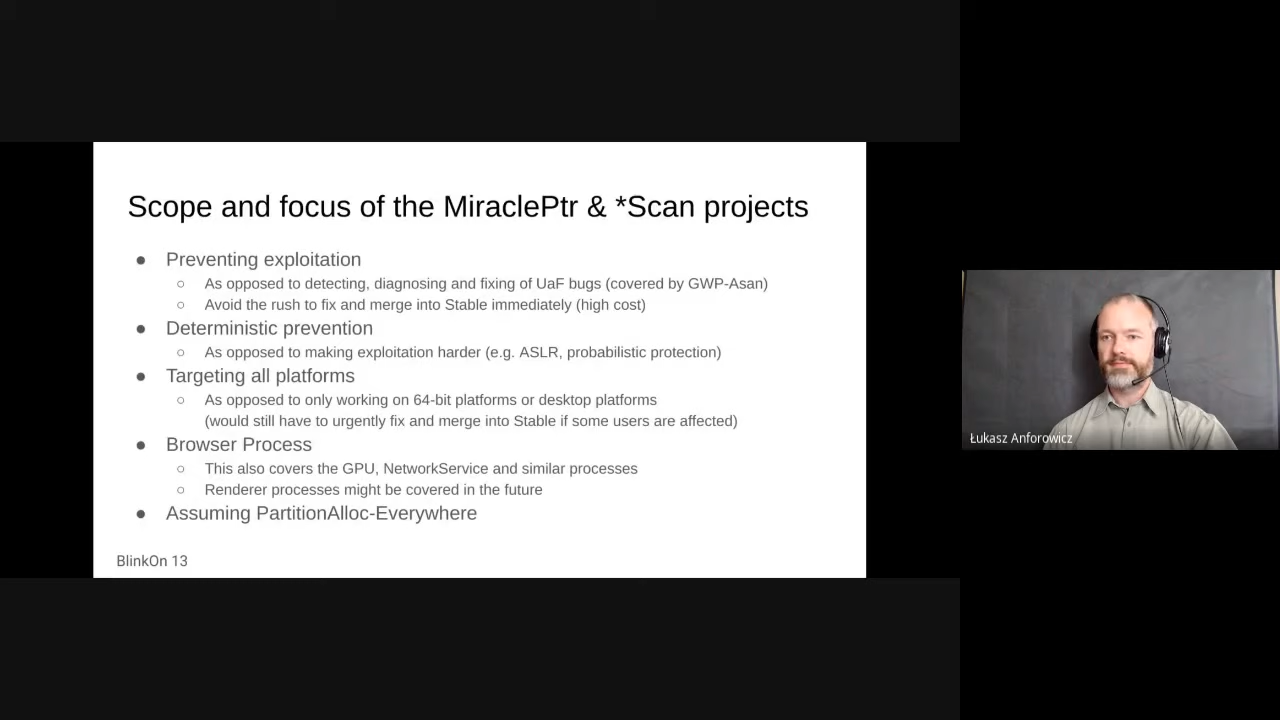 Scope and focus of the MiraclePtr & *Scan projects
● Preventing exploitation
○ As opposed to detecting, diagnosing and fixing of UaF bugs (covered by GWP-Asan)
○ Avoid the rush to fix and merge into Stable immediately (high cost)
● Deterministic prevention
○ As opposed to making exploitation harder (e.g. ASLR, probabilistic protection)
● Targeting all platforms
○ As opposed to only working on 64-bit platforms or desktop platforms
(would still have to urgently fix and merge into Stable if some users are affected)
● Browser Process
○ This also covers the GPU, NetworkService and similar processes
○ Renderer processes might be covered in the future
● Assuming PartitionAlloc-Everywhere
BlinkOn 13
Łukasz Anforowicz